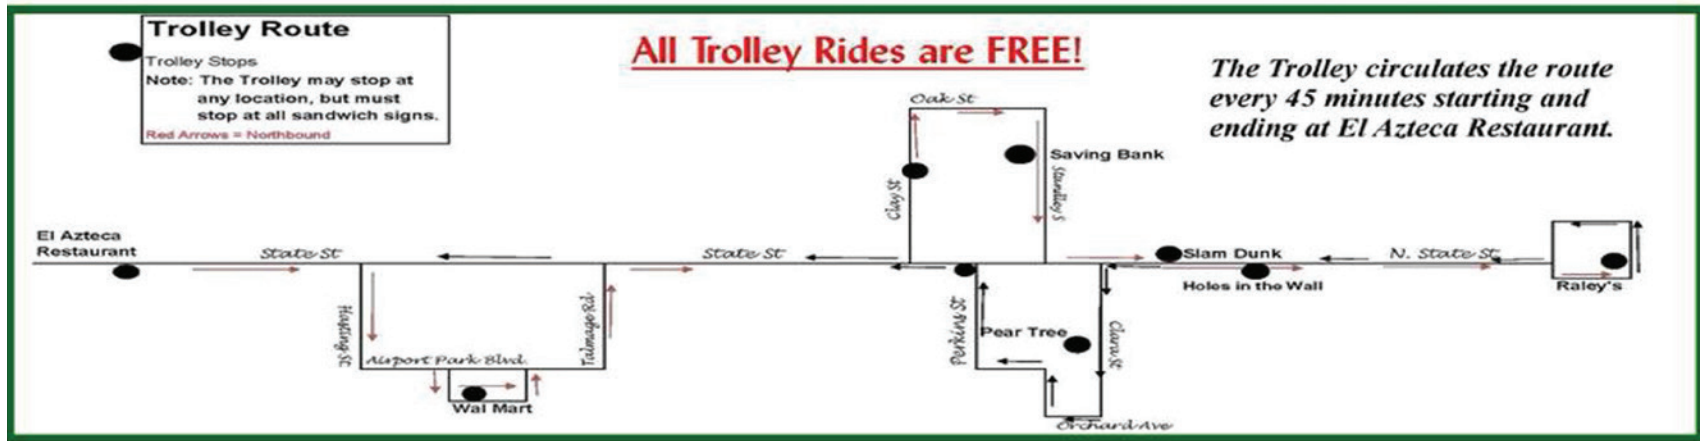 Trolley Route
Trolley Stops
Note: The Trolley may stop at
any location, but must
stop at all sandwich signs.
Red Arrows = Northbound
All Trolley Rides are FREE!
The Trolley circulates the route
every 45 minutes starting and
ending at El Azteca Restaurant.
Oak St
Saving Bank
Clay St
Standley S
El Azteca
Restaurant
State St
State St
Slam Dunk
N. State St
Holes in the Wall
Raley's
Hastings St
Talmage Rd
Airport Park Blvd
Wal Mart
Perkins St
Pear Tree
Clara St
Orchard Ave